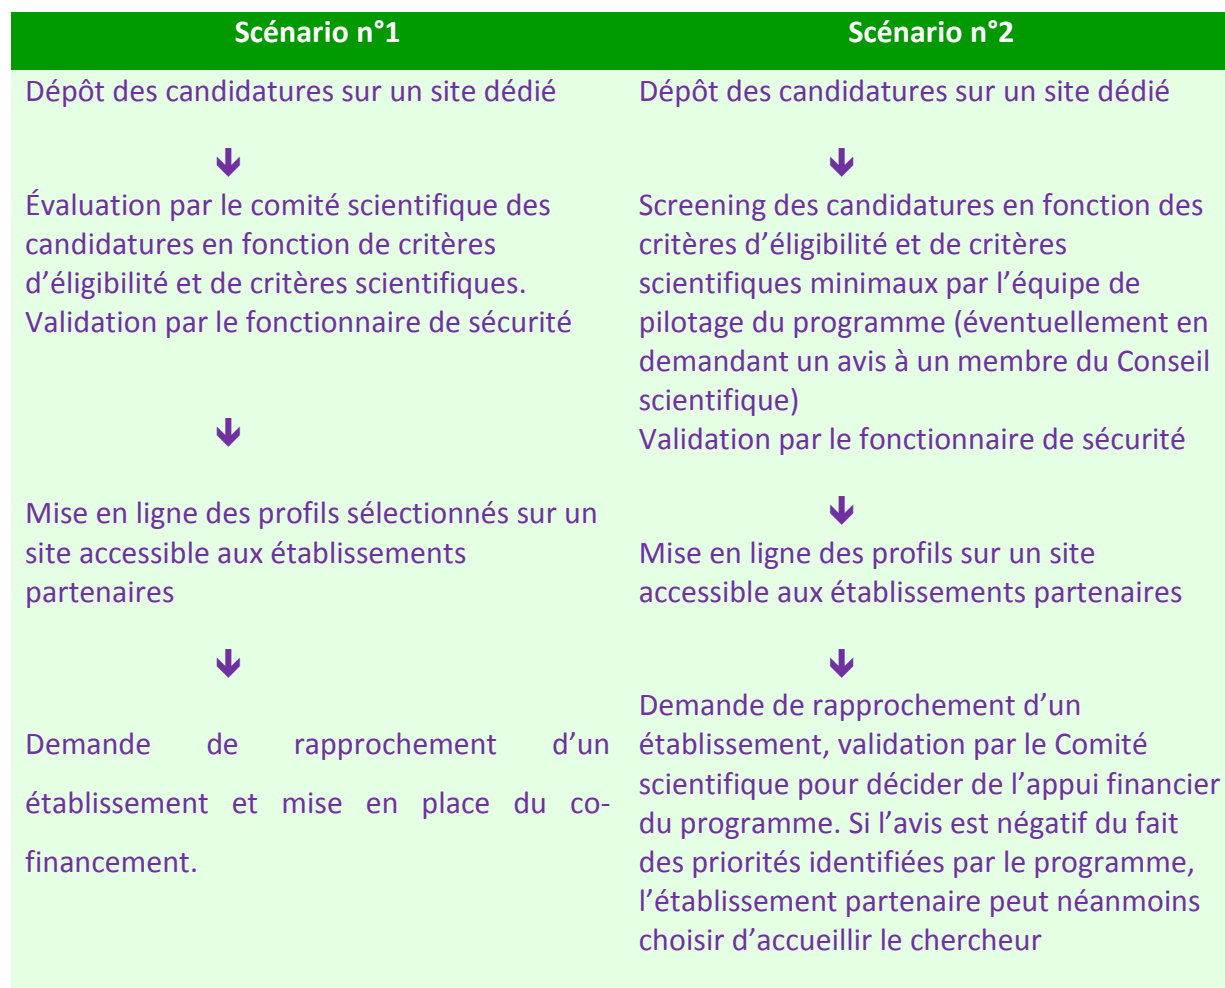 Scénario n°1
Dépôt des candidatures sur un site dédié
Évaluation par le comité scientifique des
candidatures en fonction de critères
d’éligibilité et de critères scientifiques.
Validation par le fonctionnaire de sécurité
Mise en ligne des profils sélectionnés sur un
site accessible aux établissements
partenaires
Demande de rapprochement d’un
établissement et mise en place du co-
financement.
Scénario n°2
Dépôt des candidatures sur un site dédié
Screening des candidatures en fonction des
critères d’éligibilité et de critères
scientifiques minimaux par l’équipe de
pilotage du programme (éventuellement en
demandant un avis à un membre du Conseil
scientifique)
Validation par le fonctionnaire de sécurité
Mise en ligne des profils sur un site
accessible aux établissements partenaires
Demande de rapprochement d’un
établissement, validation par le Comité
scientifique pour décider de l’appui financier
du programme. Si l’avis est négatif du fait
des priorités identifiées par le programme,
l’établissement partenaire peut néanmoins
choisir d’accueillir le chercheur